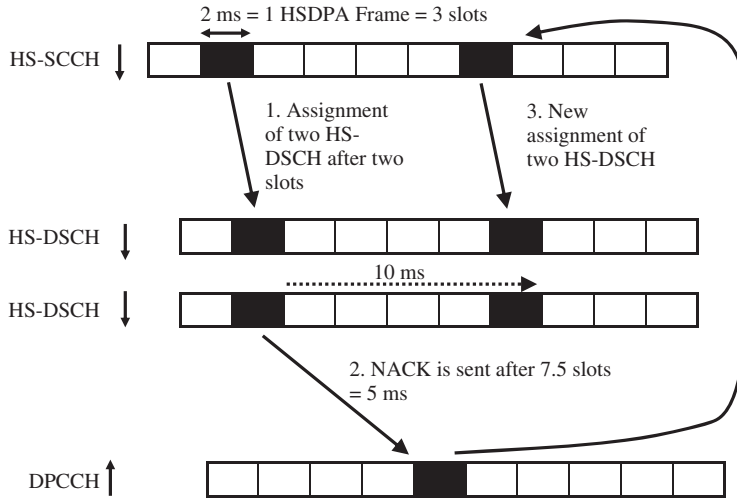 2 ms = 1 HSDPA Frame = 3 slots
HS-SCCH
1. Assignment
of two HS-
DSCH after two
slots
3. New
assignment of
two HS-DSCH
HS-DSCH
10 ms
HS-DSCH
2. NACK is sent after 7.5 slots
= 5 ms
DPCCH